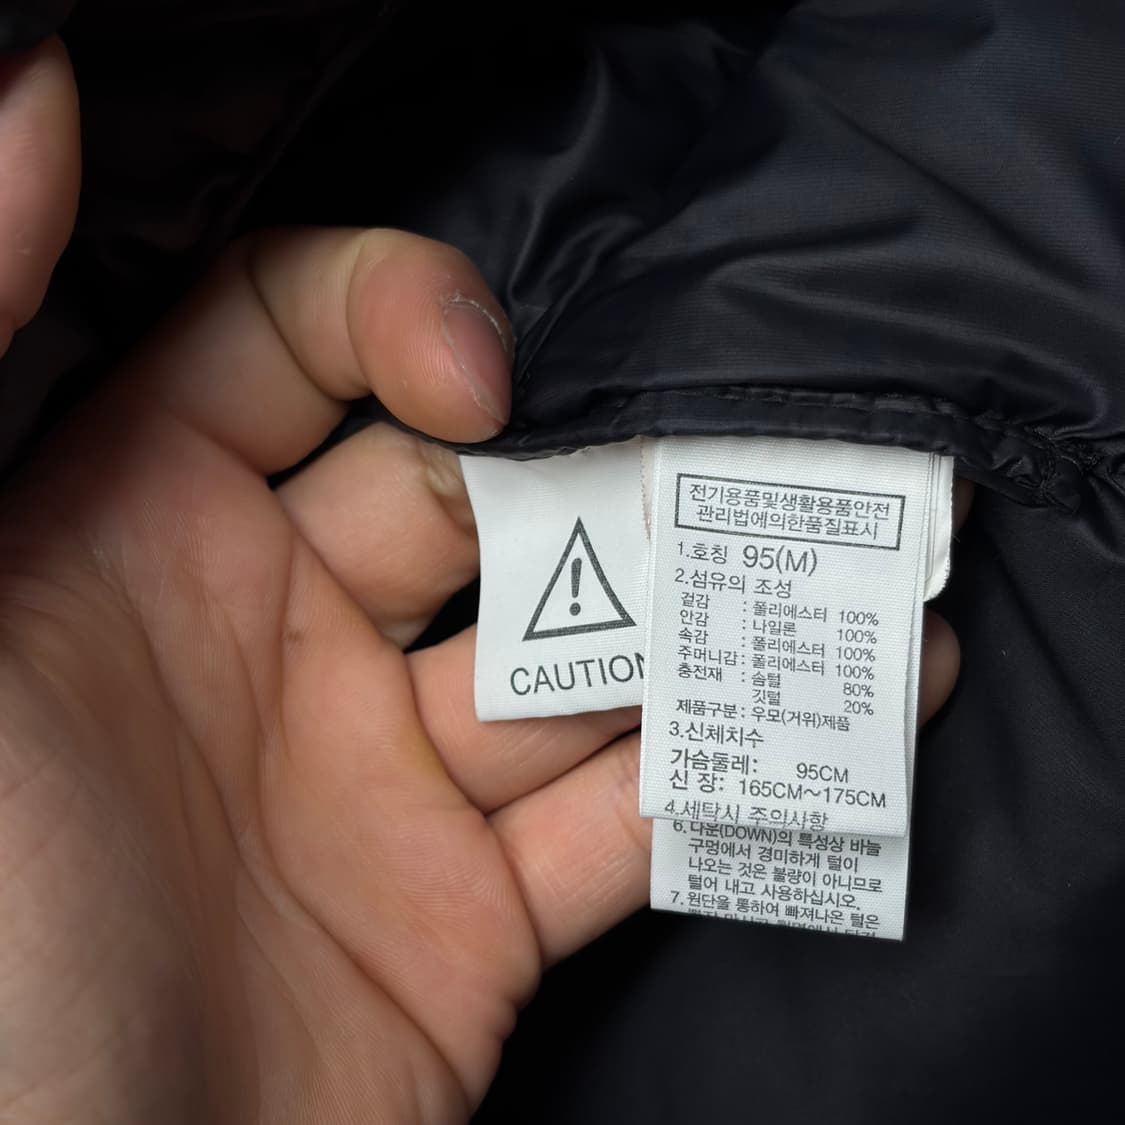 CAUTION
전기용품및생활용품안전
관리법에의한품질표시
1.호칭 95(M)
2.섬유의 조성
겉감 : 폴리에스터 100%
안감 : 나일론 100%
속감 : 폴리에스터 100%
주머니감 : 폴리에스터 100%
충전재 : 솜털 80%
깃털 20%
제품구분 : 우모(거위)제품
3.신체치수
가슴둘레: 95CM
신 장: 165CM~175CM
4.세탁시 주의사항
6.다운(DOWN)의 특성상 바늘
구멍에서 경미하게 털이
나오는 것은 불량이 아니므로
털어 내고 사용하십시오.
7.원단을 통하여 빠져나온 털은